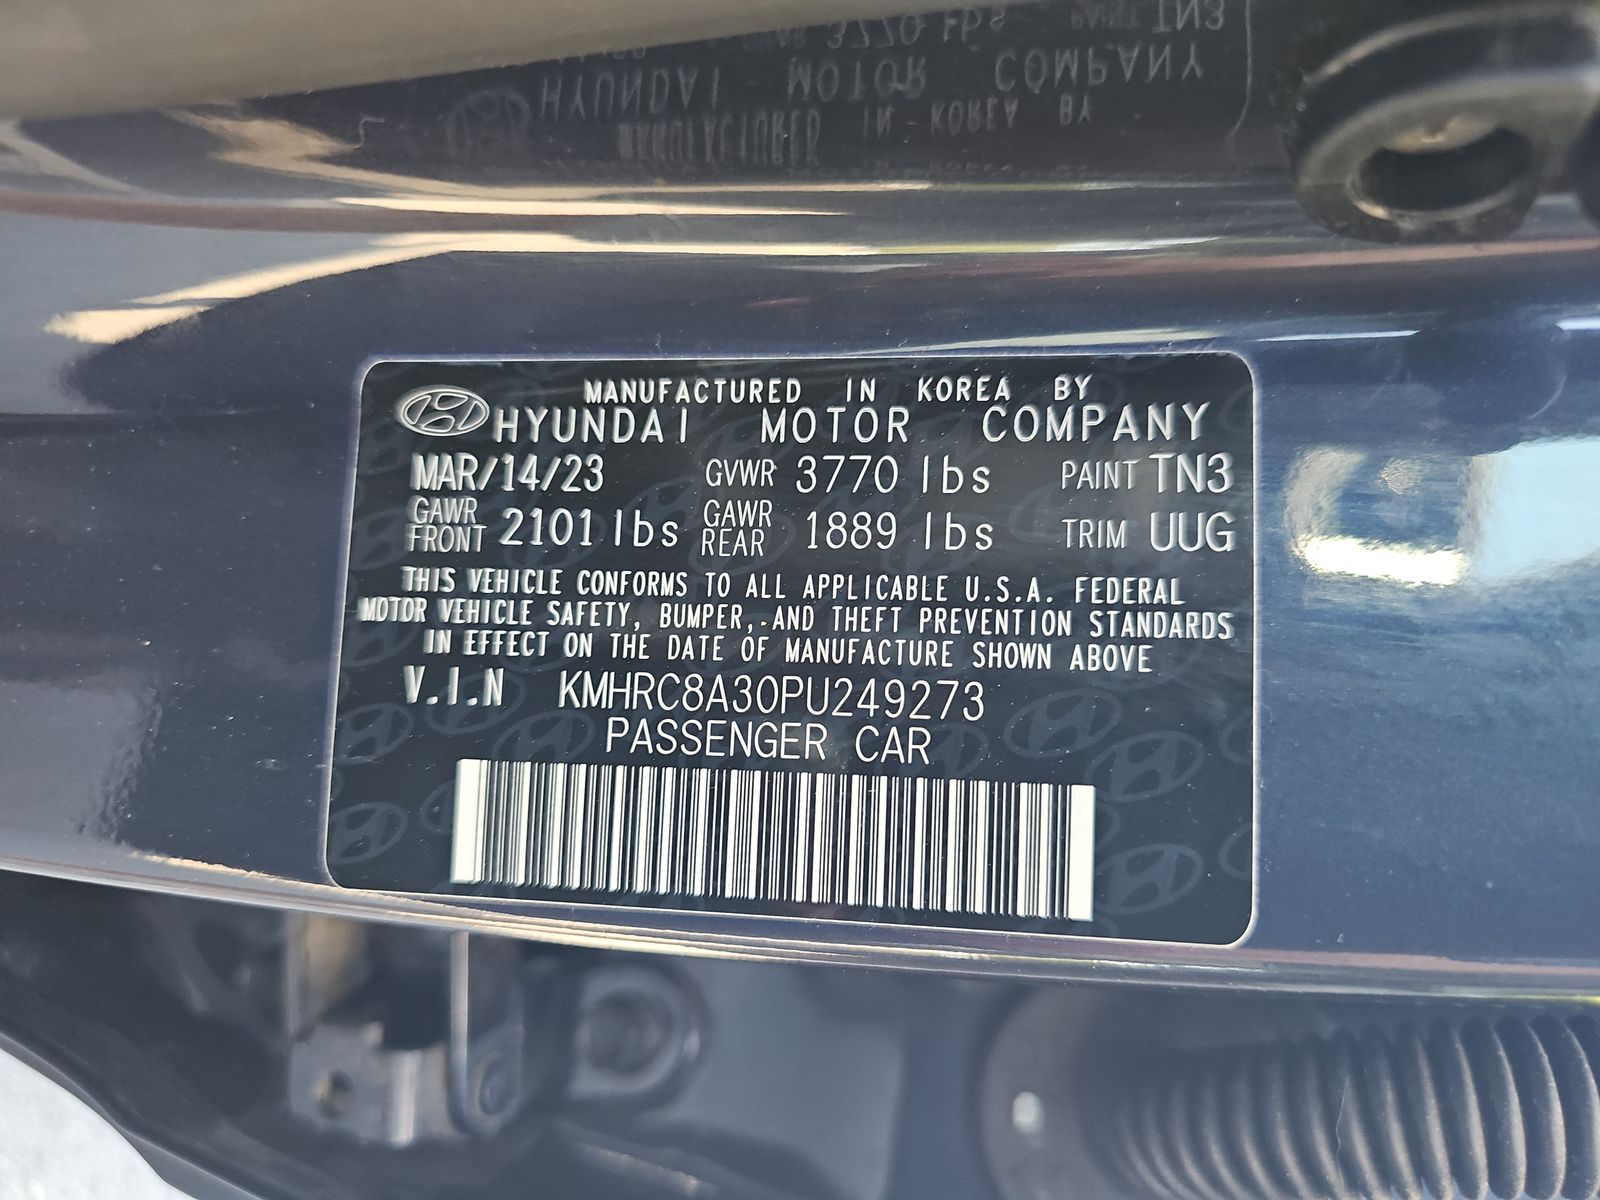 MANUFACTURED IN KOREA BY
HYUNDAI MOTOR COMPANY
MAR/14/23 GVWR 3770 lbs PAINT TN3
GAWR FRONT 2101 lbs GAWR REAR 1889 lbs TRIM UUG
THIS VEHICLE CONFORMS TO ALL APPLICABLE U.S.A. FEDERAL
MOTOR VEHICLE SAFETY, BUMPER, AND THEFT PREVENTION STANDARDS
IN EFFECT ON THE DATE OF MANUFACTURE SHOWN ABOVE
V.I.N KMHRC8A30PU249273
PASSENGER CAR